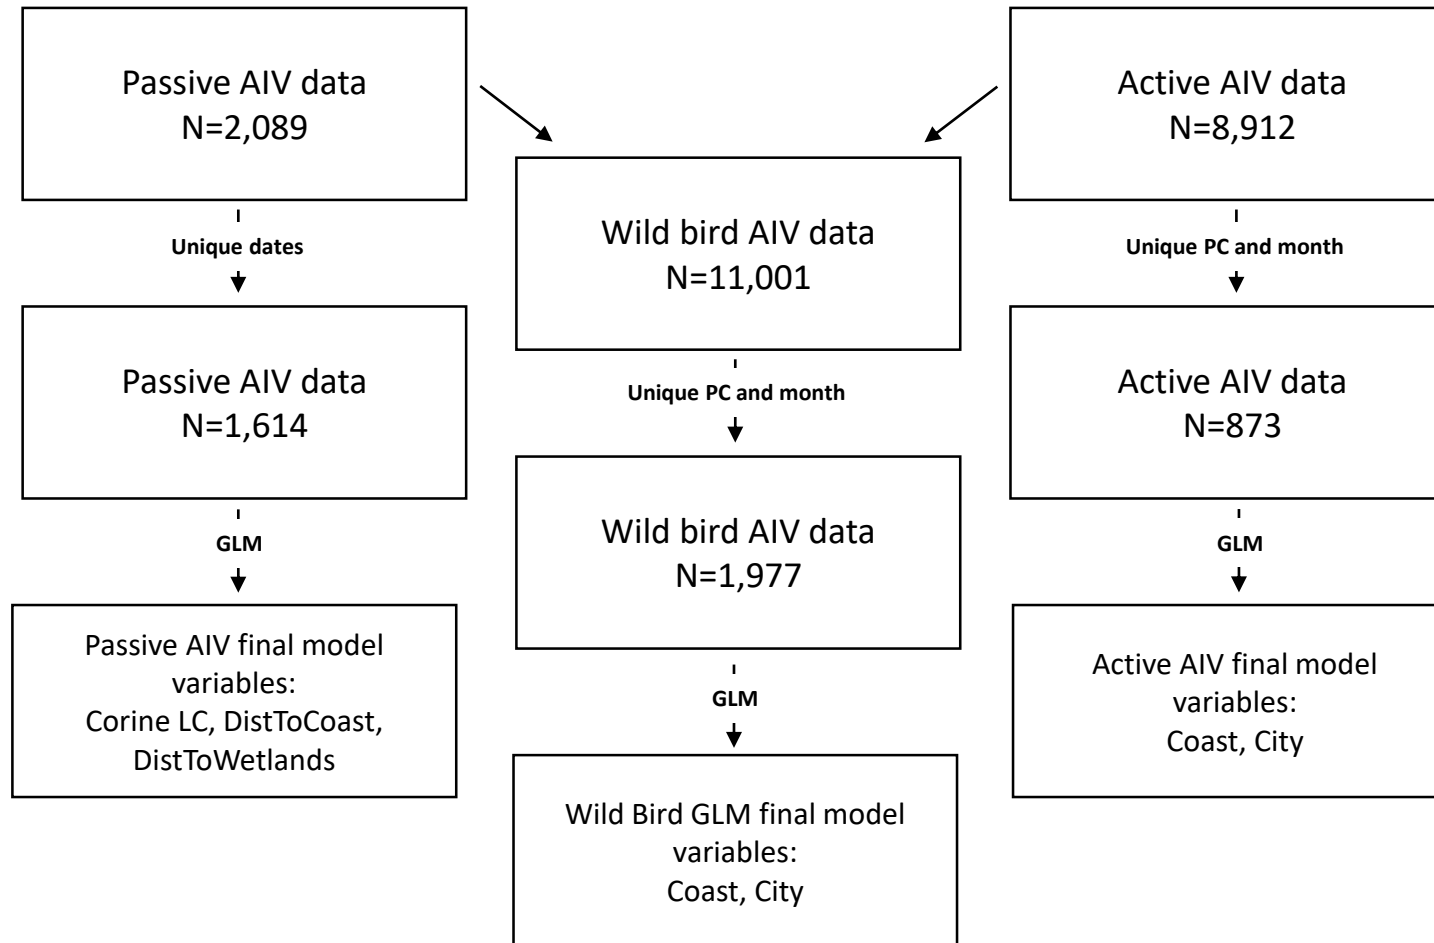 Passive AIV data
N=2,089
Active AIV data
N=8,912
Wild bird AIV data
N=11,001
Unique dates
Unique PC and month
Passive AIV data
N=1,614
Unique PC and month
Active AIV data
N=873
Wild bird AIV data
N=1,977
GLM
GLM
Passive AIV final model
variables:
Corine LC, DistToCoast,
DistToWetlands
GLM
Active AIV final model
variables:
Coast, City
Wild Bird GLM final model
variables:
Coast, City